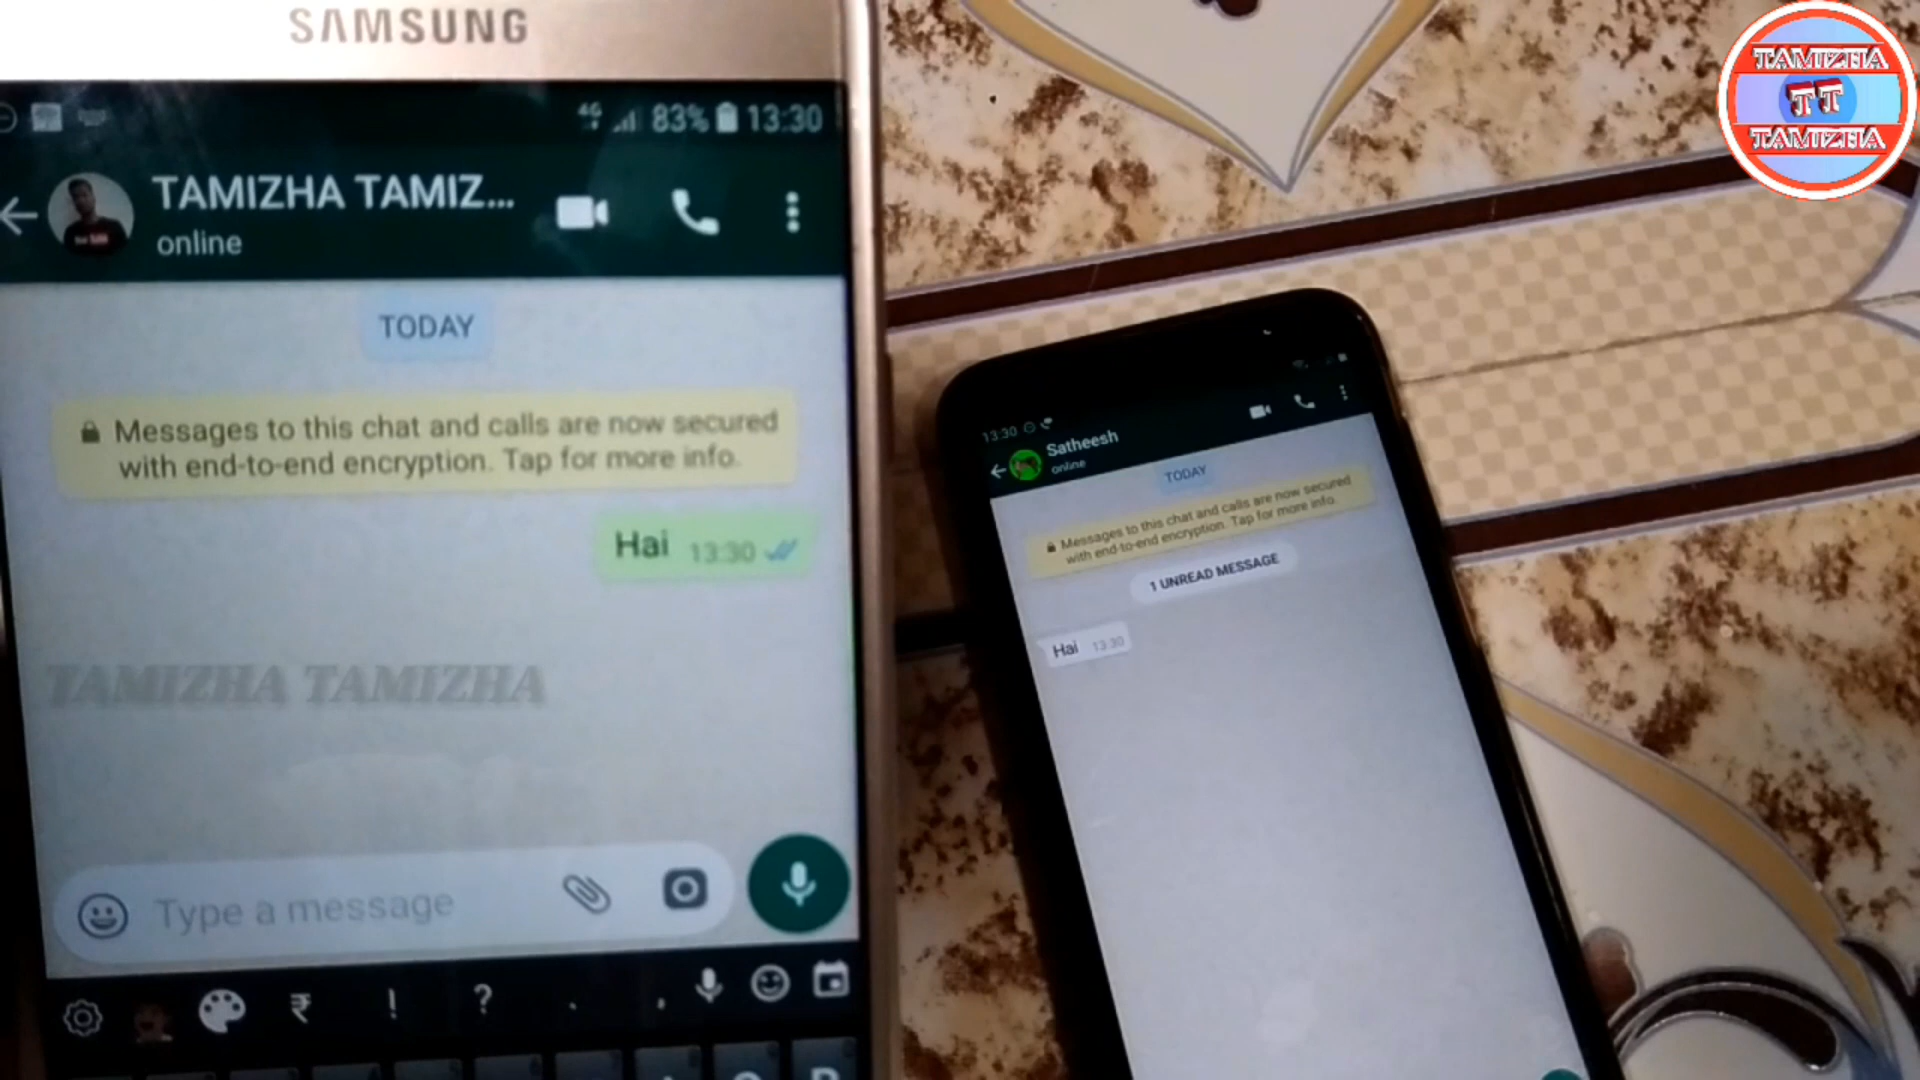 SAMSUNG
4G 83% 13:30
TAMIZHA TAMIZ...
online
TODAY
Messages to this chat and calls are now secured
with end-to-end encryption. Tap for more info.
Hai 13:30
TAMIZHA TAMIZHA
Type a message
₹ ! ? . ,
13:30
Satheesh
online
TODAY
Messages to this chat and calls are now secured
with end-to-end encryption. Tap for more info.
1 UNREAD MESSAGE
Hai 13:30
TAMIZHA
TT
TAMIZHA